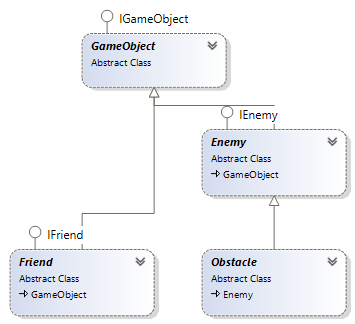 IGameObject
GameObject
Abstract Class
IEnemy
Enemy
Abstract Class
GameObject
IFriend
Friend
Abstract Class
GameObject
Obstacle
Abstract Class
Enemy